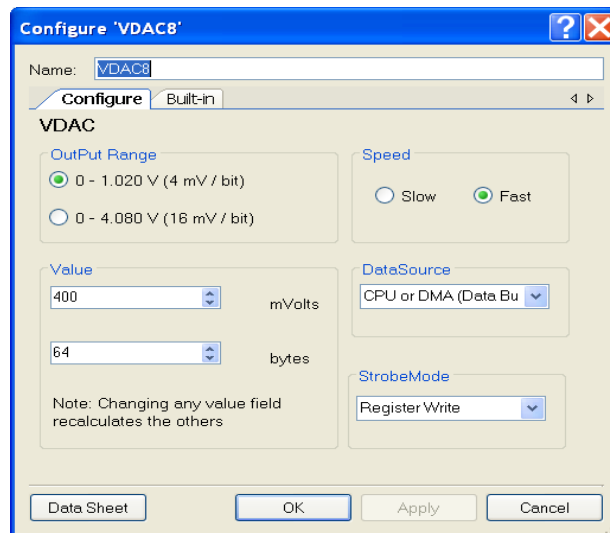 Configure 'VDAC8'
Name: VDAC8
Configure Built-in
VDAC
OutPut Range
0 - 1.020 V (4 mV / bit)
0 - 4.080 V (16 mV / bit)
Speed
Slow Fast
Value
400 mVolts
64 bytes
Note: Changing any value field
recalculates the others
DataSource
CPU or DMA (Data Bu
StrobeMode
Register Write
Data Sheet OK Apply Cancel